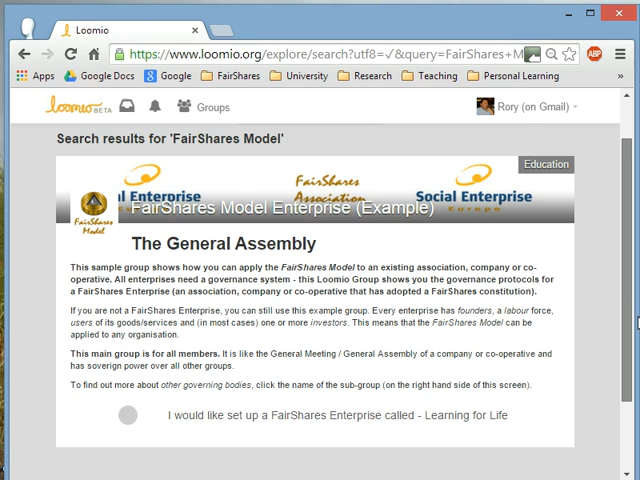 Loomio
https://www.loomio.org/explore/search?utf8=✓&query=FairShares+M
ABP
Apps Google Docs Google FairShares University Research Teaching Personal Learning
loomio BETA Groups Rory (on Gmail)
Search results for 'FairShares Model'
Education
ial Enterprise FairShares Association Social Enterprise Europe
FairShares Model
FairShares Model Enterprise (Example)
The General Assembly
This sample group shows how you can apply the FairShares Model to an existing association, company or co-
operative. All enterprises need a governance system - this Loomio Group shows you the governance protocols for
a FairShares Enterprise (an association, company or co-operative that has adopted a FairShares constitution).
If you are not a FairShares Enterprise, you can still use this example group. Every enterprise has founders, a labour force,
users of its goods/services and (in most cases) one or more investors. This means that the FairShares Model can be
applied to any organisation.
This main group is for all members. It is like the General Meeting / General Assembly of a company or co-operative and
has soverign power over all other groups.
To find out more about other governing bodies, click the name of the sub-group (on the right hand side of this screen).
I would like set up a FairShares Enterprise called - Learning for Life